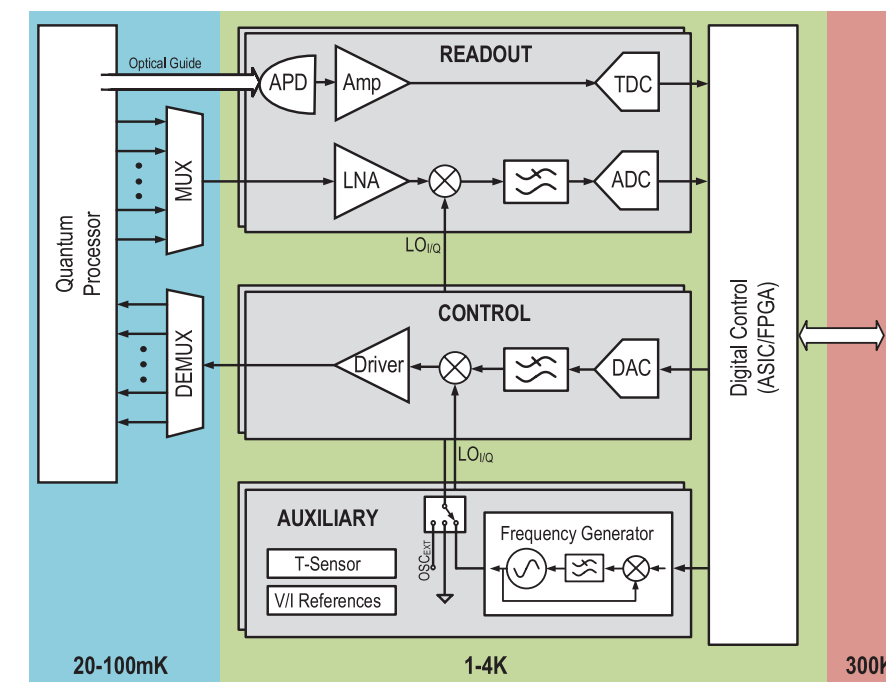 Quantum
Processor
Optical Guide
MUX
DEMUX
READOUT
APD
Amp
TDC
LNA
ADC
LOI/Q
CONTROL
Driver
DAC
LOI/Q
AUXILIARY
T-Sensor
V/I References
OSCEXT
Frequency Generator
Digital Control
(ASIC/FPGA)
20-100mK
1-4K
300K